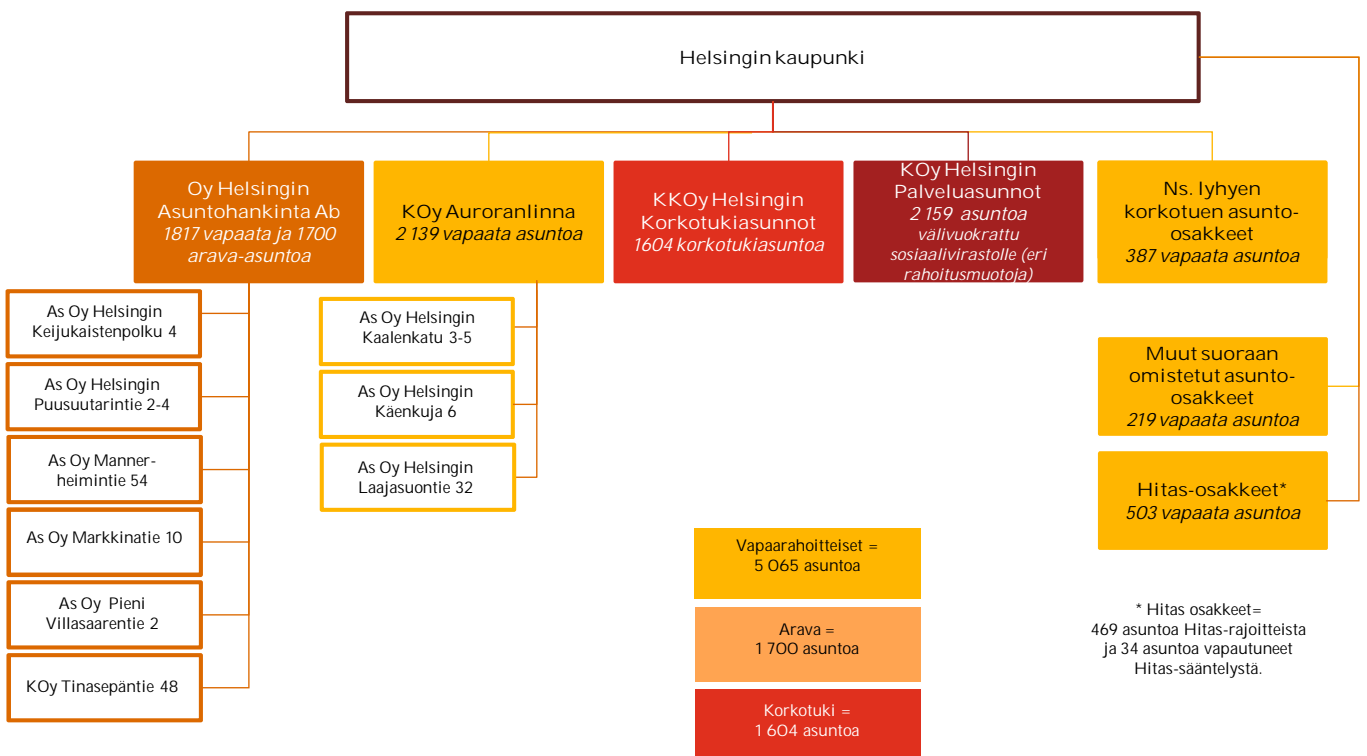 Helsingin kaupunki
Oy Helsingin
Asuntohankinta Ab
1817 vapaata ja 1700
arava-asuntoa
KOy Auroranlinna
2 139 vapaata asuntoa
KKOy Helsingin
Korkotukiasunnot
1604 korkotukiasuntoa
KOy Helsingin
Palveluasunnot
2 159 asuntoa
välivuokrattu
sosiaalivirastolle (eri
rahoitusmuotoja)
Ns. lyhyen
korkotuen asunto-
osakkeet
387 vapaata asuntoa
As Oy Helsingin
Keijukaistenpolku 4
As Oy Helsingin
Puusuutarintie 2-4
As Oy Manner-
heimintie 54
As Oy Markkinatie 10
As Oy Pieni
Villasaarentie 2
KOy Tinasepäntie 48
As Oy Helsingin
Kaalenkatu 3-5
As Oy Helsingin
Käenkuja 6
As Oy Helsingin
Laajasuontie 32
Muut suoraan
omistetut asunto-
osakkeet
219 vapaata asuntoa
Hitas-osakkeet*
503 vapaata asuntoa
Vapaarahoitteiset =
5 065 asuntoa
Arava =
1 700 asuntoa
Korkotuki =
1 604 asuntoa
* Hitas osakkeet=
469 asuntoa Hitas-rajoitteista
ja 34 asuntoa vapautuneet
Hitas-sääntelystä.